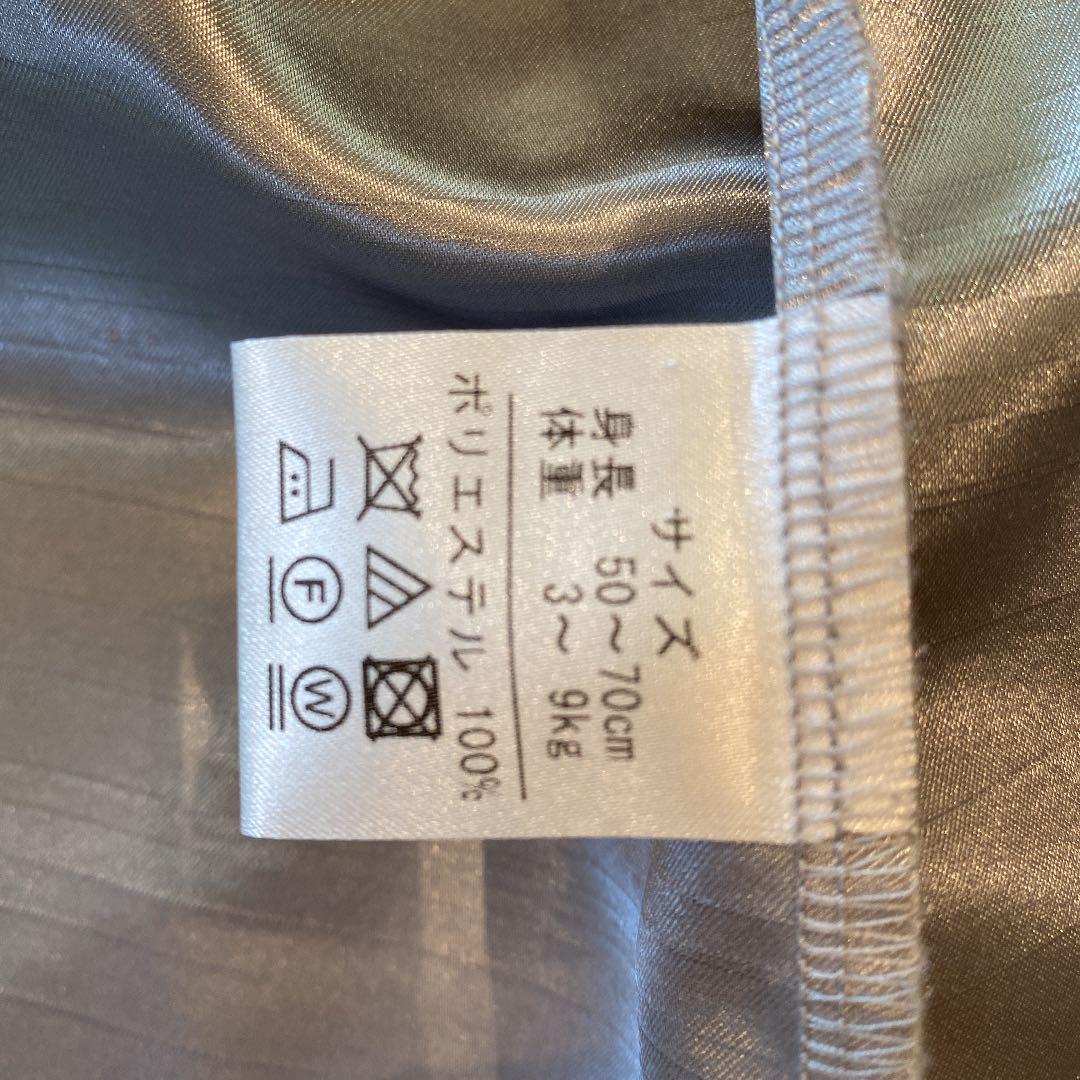 サイズ
身長 50～70cm
体重 3～ 9kg
ポリエステル 100%
F
W